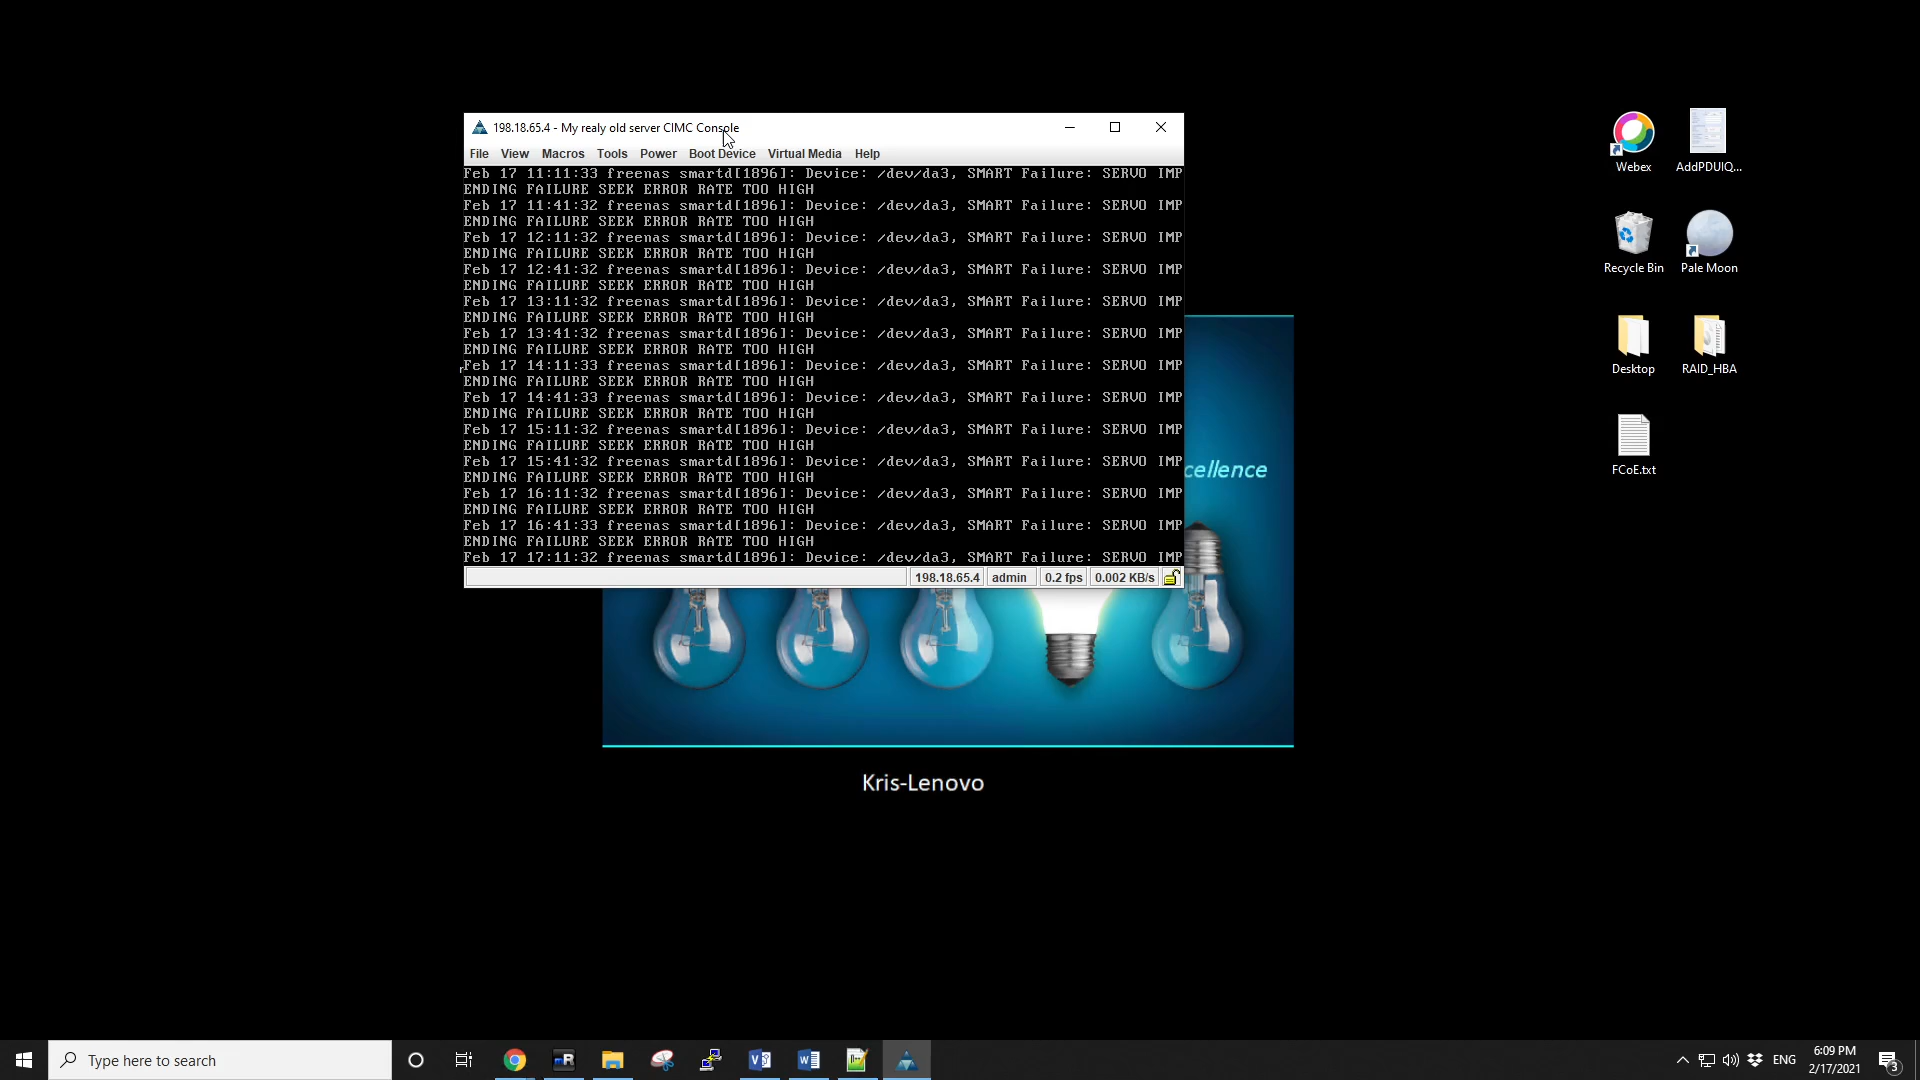 198.18.65.4 - My realy old server CIMC Console
File View Macros Tools Power Boot Device Virtual Media Help
Feb 17 11:11:33 freenas smartd[1896]: Device: /dev/da3, SMART Failure: SERVO IMP
ENDING FAILURE SEEK ERROR RATE TOO HIGH
Feb 17 11:41:32 freenas smartd[1896]: Device: /dev/da3, SMART Failure: SERVO IMP
ENDING FAILURE SEEK ERROR RATE TOO HIGH
Feb 17 12:11:32 freenas smartd[1896]: Device: /dev/da3, SMART Failure: SERVO IMP
ENDING FAILURE SEEK ERROR RATE TOO HIGH
Feb 17 12:41:32 freenas smartd[1896]: Device: /dev/da3, SMART Failure: SERVO IMP
ENDING FAILURE SEEK ERROR RATE TOO HIGH
Feb 17 13:11:32 freenas smartd[1896]: Device: /dev/da3, SMART Failure: SERVO IMP
ENDING FAILURE SEEK ERROR RATE TOO HIGH
Feb 17 13:41:32 freenas smartd[1896]: Device: /dev/da3, SMART Failure: SERVO IMP
ENDING FAILURE SEEK ERROR RATE TOO HIGH
Feb 17 14:11:33 freenas smartd[1896]: Device: /dev/da3, SMART Failure: SERVO IMP
ENDING FAILURE SEEK ERROR RATE TOO HIGH
Feb 17 14:41:33 freenas smartd[1896]: Device: /dev/da3, SMART Failure: SERVO IMP
ENDING FAILURE SEEK ERROR RATE TOO HIGH
Feb 17 15:11:32 freenas smartd[1896]: Device: /dev/da3, SMART Failure: SERVO IMP
ENDING FAILURE SEEK ERROR RATE TOO HIGH
Feb 17 15:41:32 freenas smartd[1896]: Device: /dev/da3, SMART Failure: SERVO IMP
ENDING FAILURE SEEK ERROR RATE TOO HIGH
Feb 17 16:11:32 freenas smartd[1896]: Device: /dev/da3, SMART Failure: SERVO IMP
ENDING FAILURE SEEK ERROR RATE TOO HIGH
Feb 17 16:41:33 freenas smartd[1896]: Device: /dev/da3, SMART Failure: SERVO IMP
ENDING FAILURE SEEK ERROR RATE TOO HIGH
Feb 17 17:11:32 freenas smartd[1896]: Device: /dev/da3, SMART Failure: SERVO IMP
198.18.65.4 admin 0.2 fps 0.002 KB/s
cellence
Kris-Lenovo
Webex AddPDUIQ...
Recycle Bin Pale Moon
Desktop RAID_HBA
FCoE.txt
Type here to search
ENG
6:09 PM
2/17/2021
3